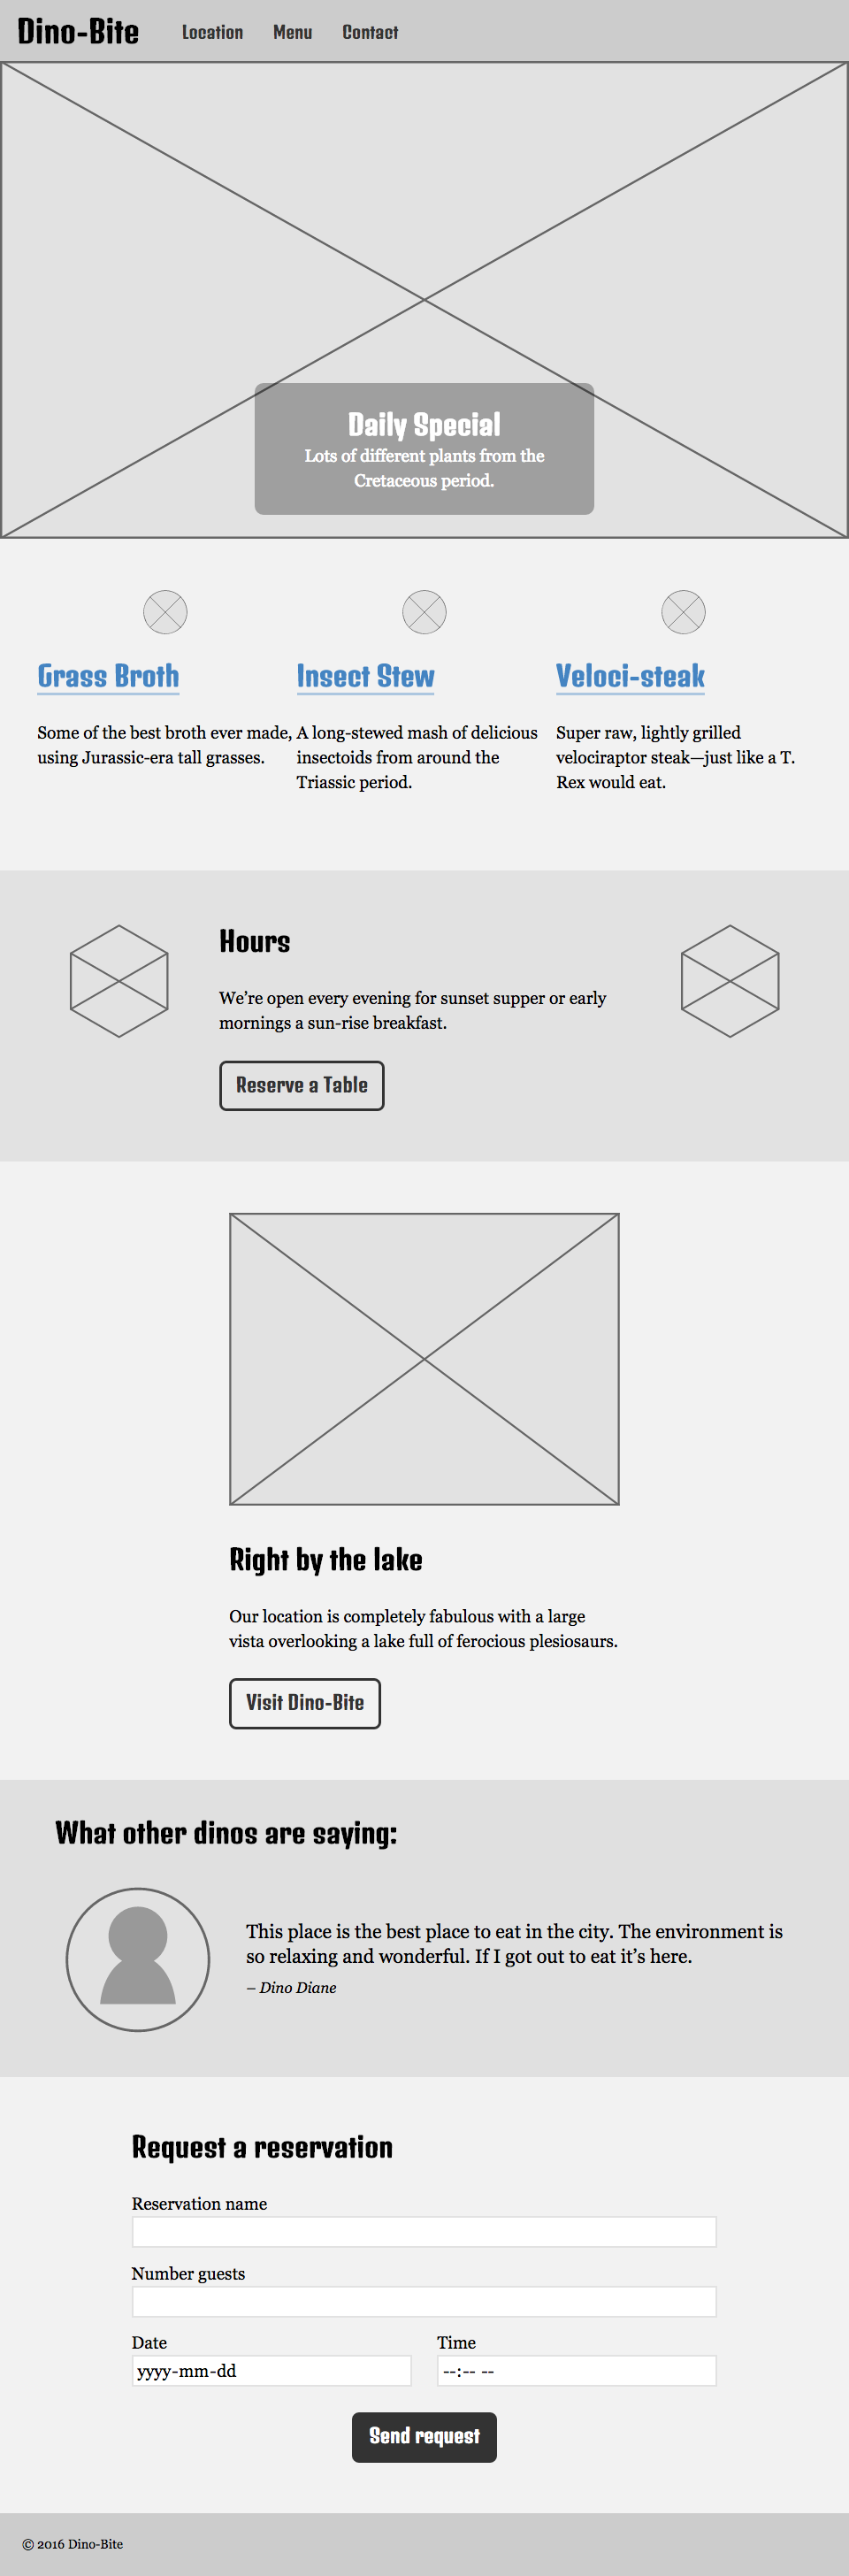 Dino-Bite
Location
Menu
Contact
Daily Special
Lots of different plants from the
Cretaceous period.
Grass Broth
Some of the best broth ever made,
using Jurassic-era tall grasses.
Insect Stew
A long-stewed mash of delicious
insectoids from around the
Triassic period.
Veloci-steak
Super raw, lightly grilled
velociraptor steak—just like a T.
Rex would eat.
Hours
We’re open every evening for sunset supper or early
mornings a sun-rise breakfast.
Reserve a Table
Right by the lake
Our location is completely fabulous with a large
vista overlooking a lake full of ferocious plesiosaurs.
Visit Dino-Bite
What other dinos are saying:
This place is the best place to eat in the city. The environment is
so relaxing and wonderful. If I got out to eat it’s here.
– Dino Diane
Request a reservation
Reservation name
Number guests
Date
Time
yyyy-mm-dd
--:-- --
Send request
© 2016 Dino-Bite